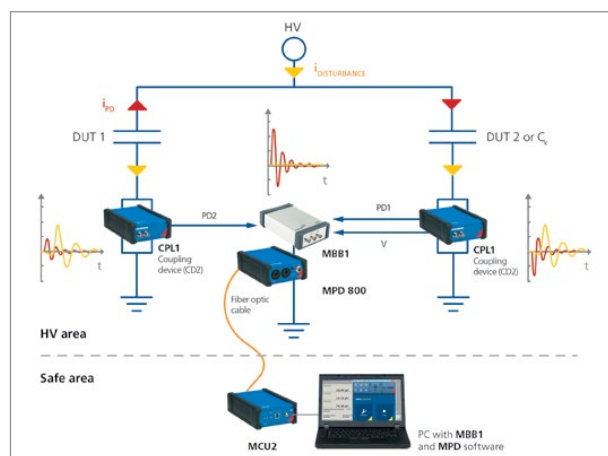 HV
iDISTURBANCE
iPD
DUT 1
DUT 2 or Ck
t
PD2
PD1
V
t
CPL1
Coupling
device (CD2)
MBB1
CPL1
Coupling
device (CD2)
t
MPD 800
Fiber optic
cable
HV area
Safe area
MCU2
PC with MBB1
and MPD software